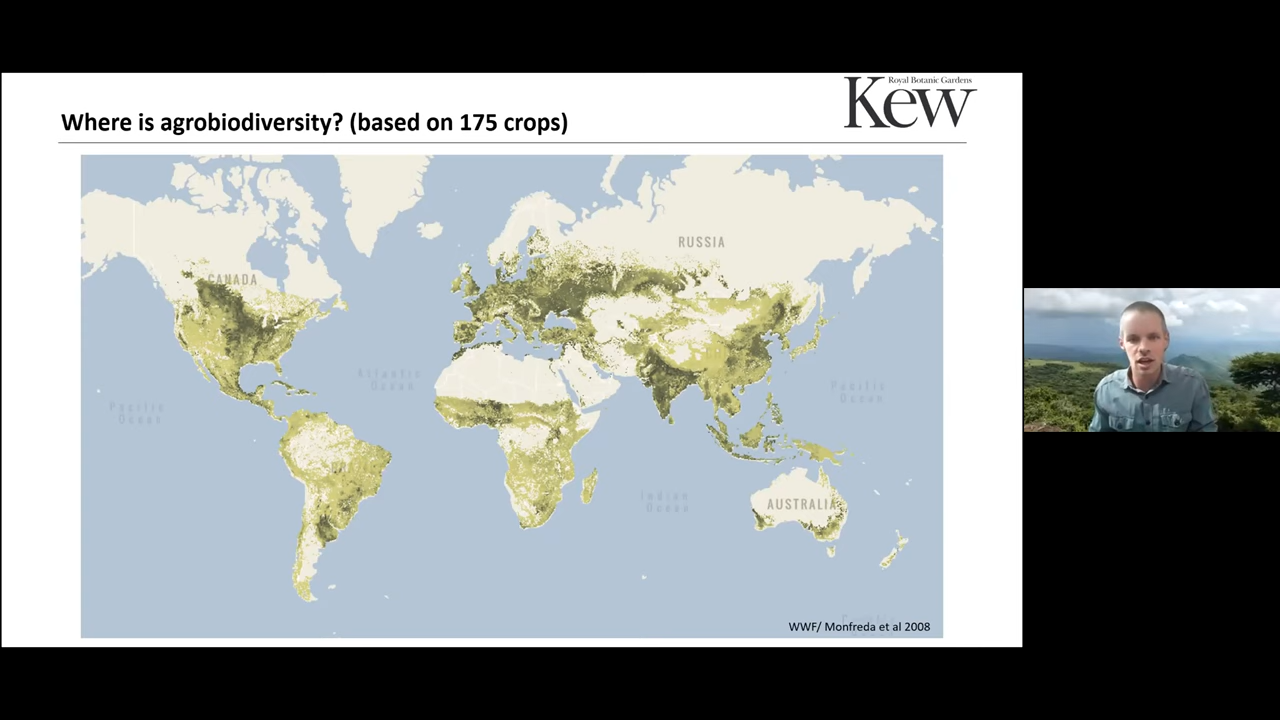 Royal Botanic Gardens
Kew
Where is agrobiodiversity? (based on 175 crops)
RUSSIA
CANADA
Atlantic
Ocean
Pacific
Ocean
Pacific
Ocean
Indian
Ocean
AUSTRALIA
WWF/ Monfreda et al 2008